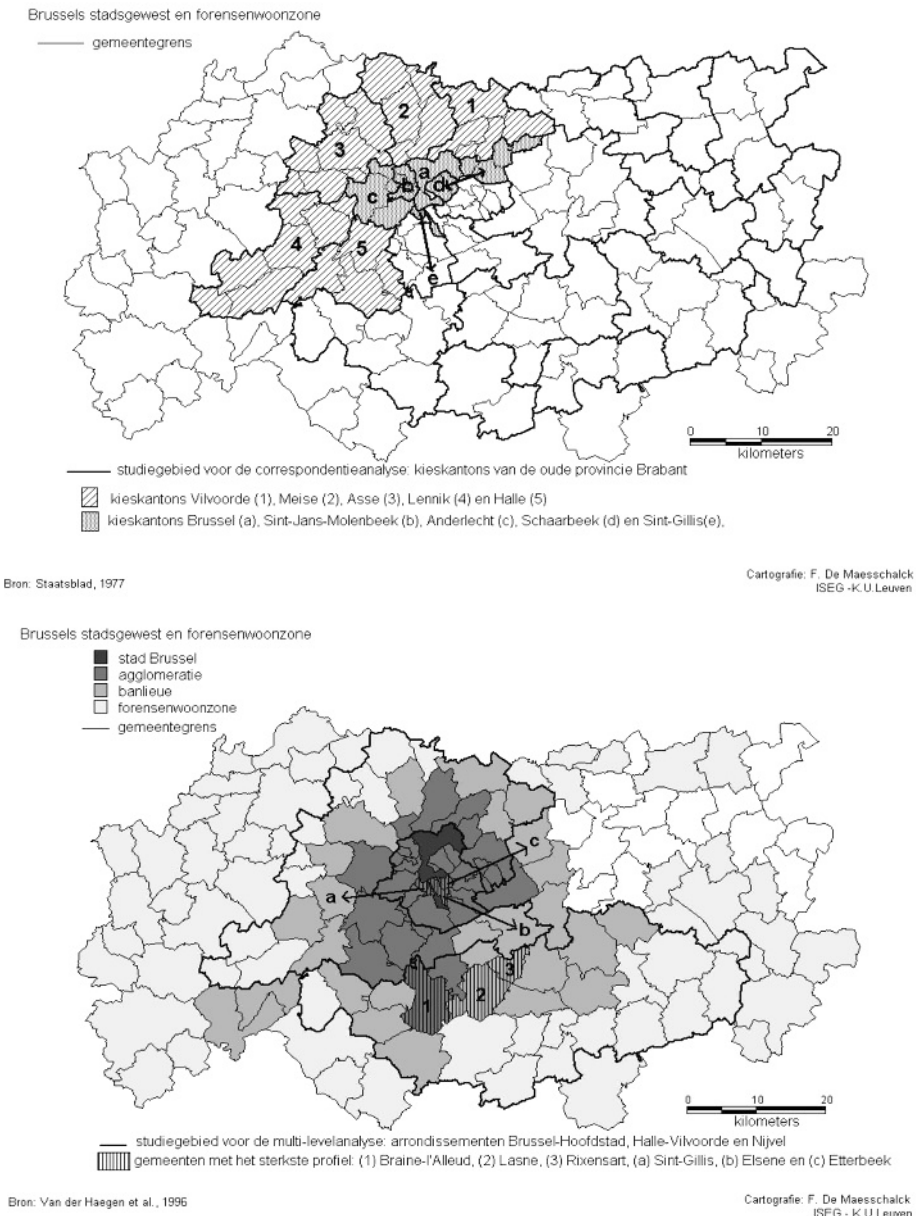 Brussels stadsgewest en forensenwoonzone
gemeentegrens
1
2
3
a
b
d
c
4
5
e
0 10 20
kilometers
studiegebied voor de correspondentieanalyse: kieskantons van de oude provincie Brabant
kieskantons Vilvoorde (1), Meise (2), Asse (3), Lennik (4) en Halle (5)
kieskantons Brussel (a), Sint-Jans-Molenbeek (b), Anderlecht (c), Schaarbeek (d) en Sint-Gillis(e),
Bron: Staatsblad, 1977
Cartografie: F. De Maesschalck
ISEG -K.U.Leuven
Brussels stadsgewest en forensenwoonzone
stad Brussel
agglomeratie
banlieue
forensenwoonzone
gemeentegrens
c
a
b
3
1
2
0 10 20
kilometers
studiegebied voor de multi-levelanalyse: arrondissementen Brussel-Hoofdstad, Halle-Vilvoorde en Nijvel
gemeenten met het sterkste profiel: (1) Braine-l'Alleud, (2) Lasne, (3) Rixensart, (a) Sint-Gillis, (b) Elsene en (c) Etterbeek
Bron: Van der Haegen et al., 1996
Cartografie: F. De Maesschalck
ISEG - K.U.Leuven